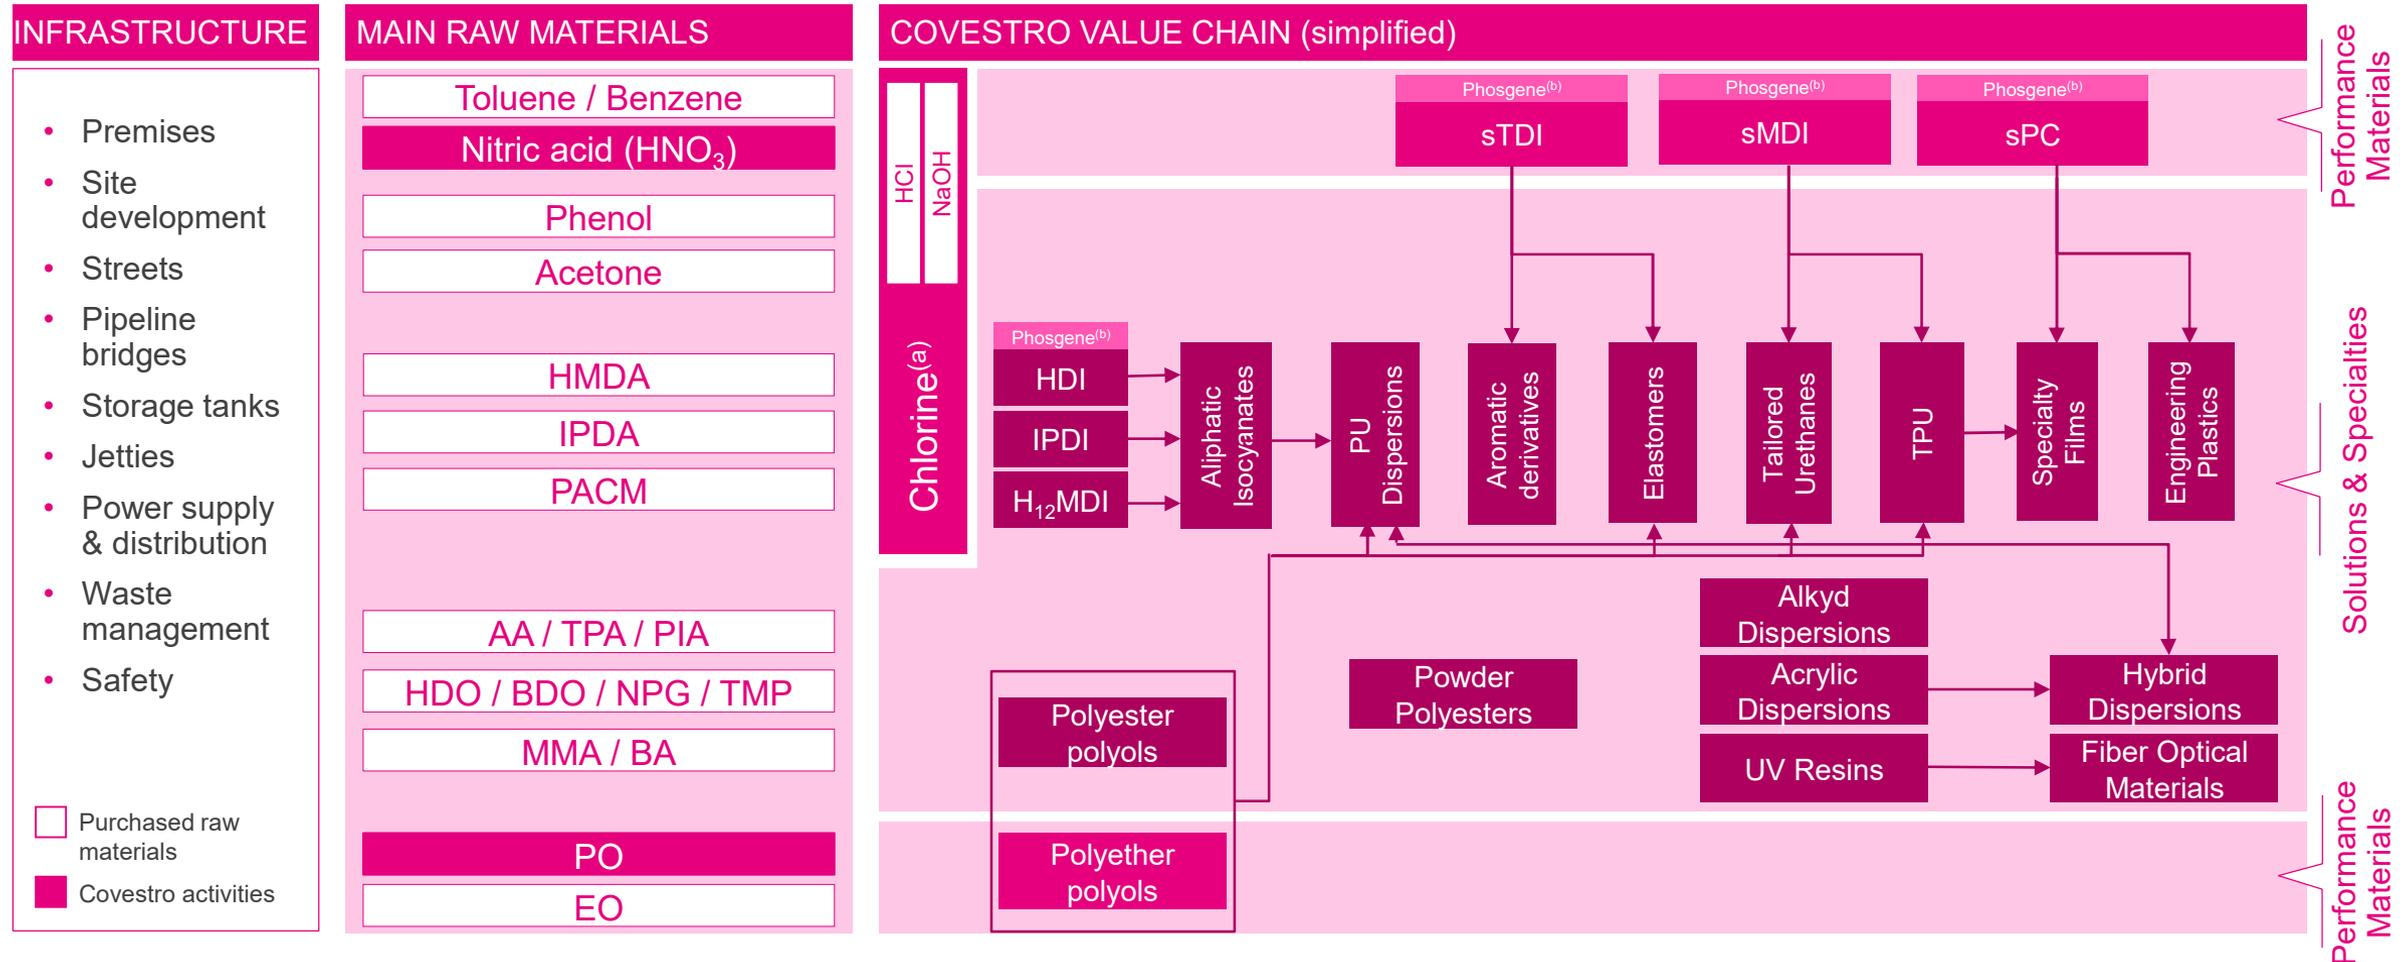 INFRASTRUCTURE
• Premises
• Site
development
• Streets
• Pipeline
bridges
• Storage tanks
• Jetties
• Power supply
& distribution
• Waste
management
• Safety
Purchased raw
materials
Covestro activities
MAIN RAW MATERIALS
Toluene / Benzene
Nitric acid (HNO₃)
Phenol
Acetone
HMDA
IPDA
PACM
AA / TPA / PIA
HDO / BDO / NPG / TMP
MMA / BA
PO
EO
COVESTRO VALUE CHAIN (simplified)
HCl
NaOH
Chlorine(a)
Phosgene(b)
sTDI
Phosgene(b)
sMDI
Phosgene(b)
sPC
Phosgene(b)
HDI
IPDI
H₁₂MDI
Aliphatic
Isocyanates
PU
Dispersions
Aromatic
derivatives
Elastomers
Tailored
Urethanes
TPU
Specialty
Films
Engineering
Plastics
Alkyd
Dispersions
Polyester
polyols
Powder
Polyesters
Acrylic
Dispersions
Hybrid
Dispersions
UV Resins
Fiber Optical
Materials
Polyether
polyols
Performance
Materials
Solutions & Specialties
Performance
Materials